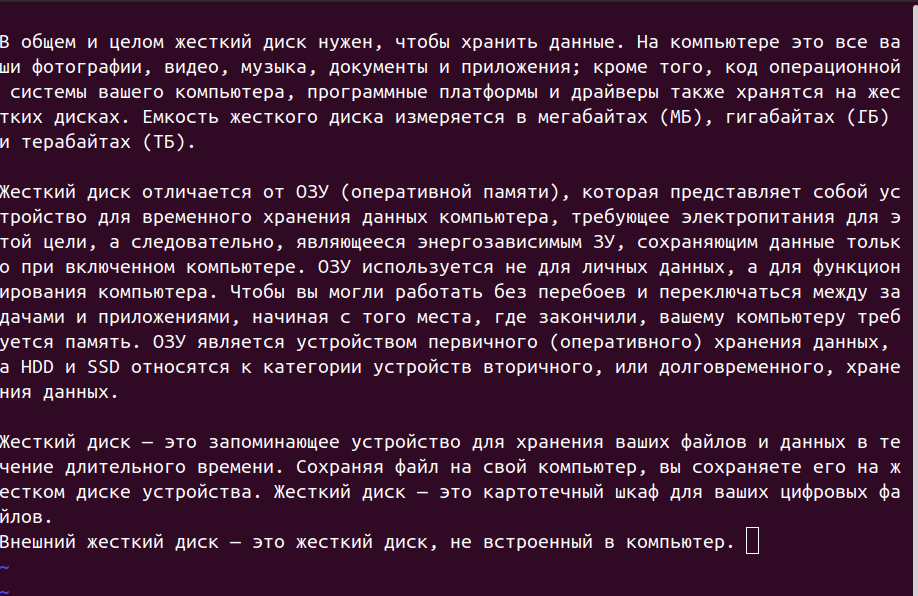 В общем и целом жесткий диск нужен, чтобы хранить данные. На компьютере это все ва
ши фотографии, видео, музыка, документы и приложения; кроме того, код операционной
системы вашего компьютера, программные платформы и драйверы также хранятся на жес
тких дисках. Емкость жесткого диска измеряется в мегабайтах (МБ), гигабайтах (ГБ)
и терабайтах (ТБ).

Жесткий диск отличается от ОЗУ (оперативной памяти), которая представляет собой ус
тройство для временного хранения данных компьютера, требующее электропитания для э
той цели, а следовательно, являющееся энергозависимым ЗУ, сохраняющим данные тольк
о при включенном компьютере. ОЗУ используется не для личных данных, а для функцион
ирования компьютера. Чтобы вы могли работать без перебоев и переключаться между за
дачами и приложениями, начиная с того места, где закончили, вашему компьютеру треб
уется память. ОЗУ является устройством первичного (оперативного) хранения данных,
а HDD и SSD относятся к категории устройств вторичного, или долговременного, хране
ния данных.

Жесткий диск — это запоминающее устройство для хранения ваших файлов и данных в те
чение длительного времени. Сохраняя файл на свой компьютер, вы сохраняете его на ж
естком диске устройства. Жесткий диск — это картотечный шкаф для ваших цифровых фа
йлов.
Внешний жесткий диск — это жесткий диск, не встроенный в компьютер.
~
~